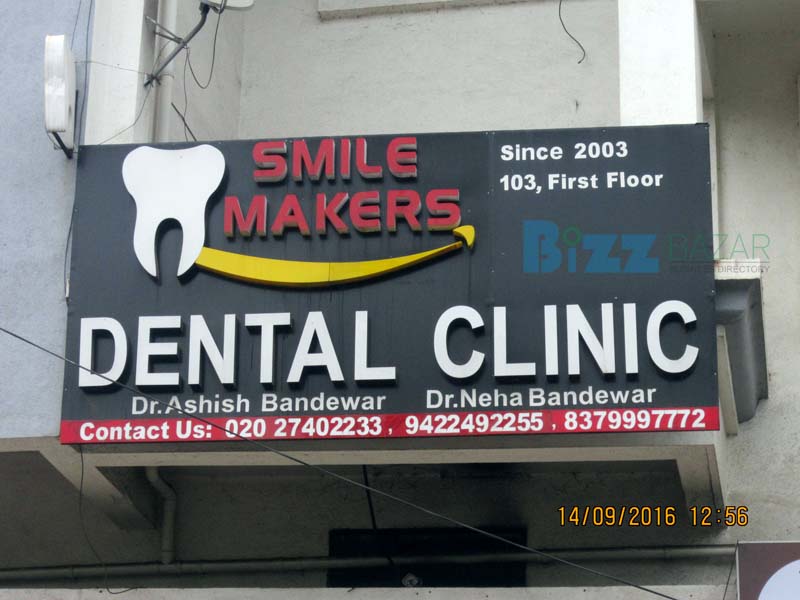 SMILE
MAKERS
Since 2003
103, First Floor
Bizz BAZAR
DIRECTORY
DENTAL CLINIC
Dr.Ashish Bandewar Dr.Neha Bandewar
Contact Us: 020 27402233, 9422492255, 8379997772
14/09/2016 12:56